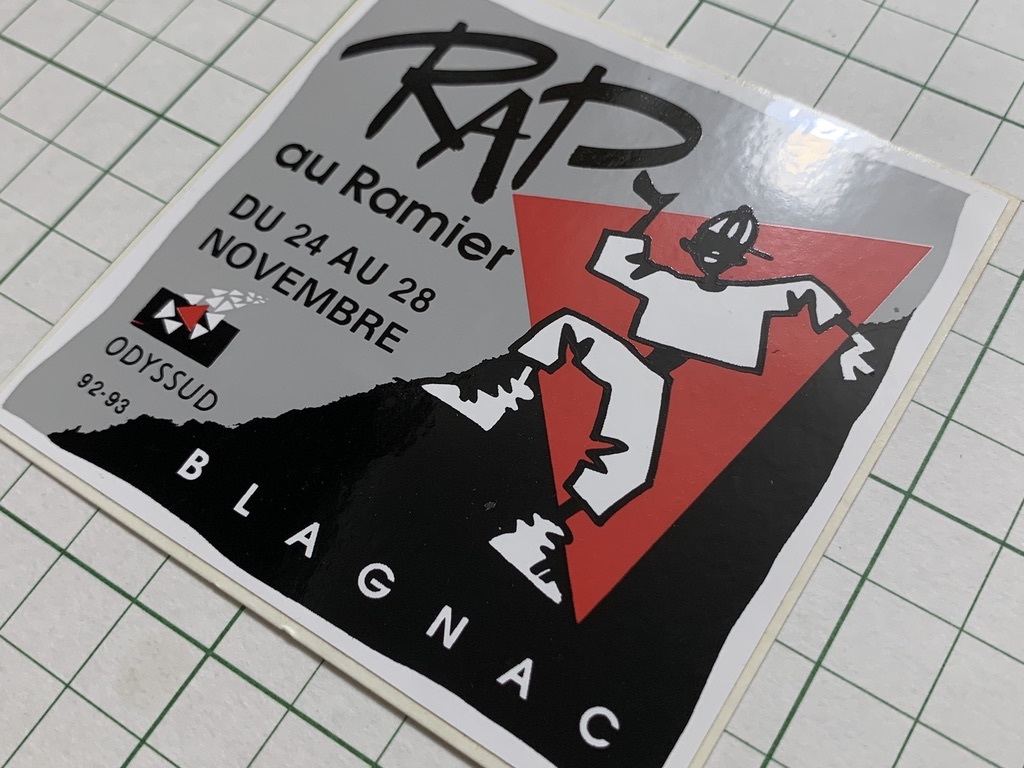 RAP
au Ramier
DU 24 AU 28
NOVEMBRE
ODYSSUD
92-93
BLAGNAC